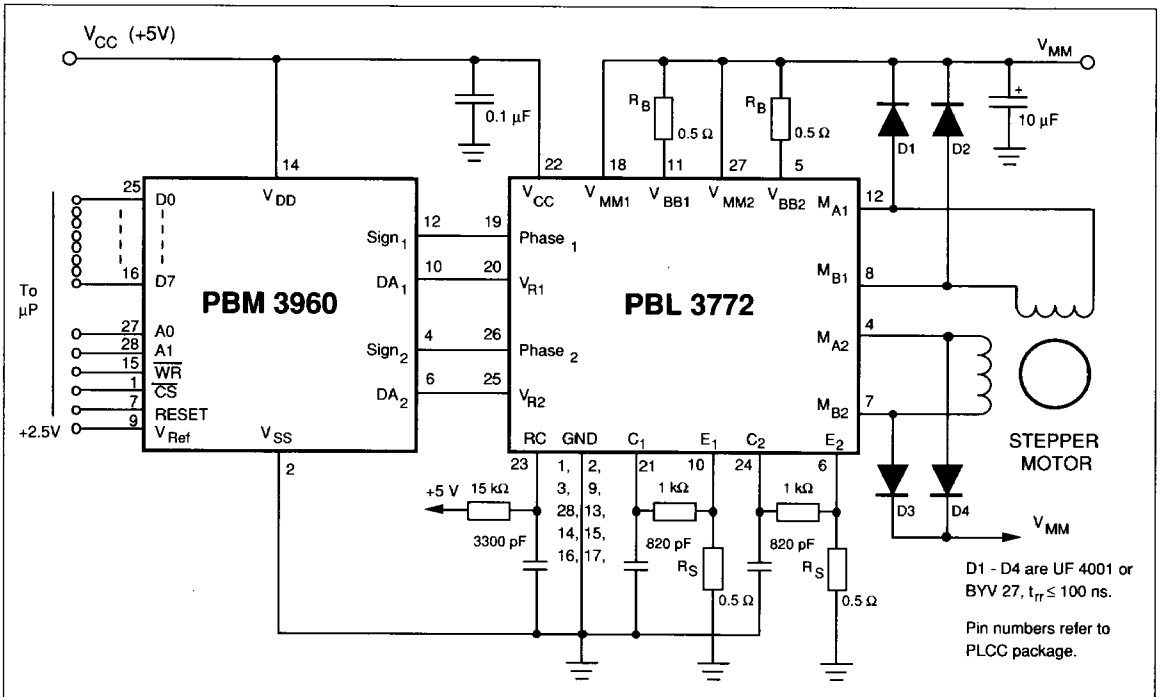 V_CC (+5V)
V_MM
0.1 µF
R_B
0.5 Ω
R_B
0.5 Ω
D1
D2
+
10 µF
14
22
18
11
27
5
25
D0
V_DD
V_CC
V_MM1
V_BB1
V_MM2
V_BB2
M_A1
12
Sign_1
12
19
Phase_1
16
D7
DA_1
10
20
V_R1
M_B1
8
To
µP
PBM 3960
PBL 3772
27
A0
28
A1
Sign_2
4
26
Phase_2
M_A2
4
15
W̅R̅
1
C̅S̅
7
RESET
DA_2
6
25
V_R2
M_B2
7
+2.5V
9
V_Ref
V_SS
RC
GND
C_1
E_1
C_2
E_2
STEPPER
MOTOR
2
23
1, 2,
3, 9,
28, 13,
14, 15,
16, 17,
21
10
24
6
+5 V
15 kΩ
1 kΩ
1 kΩ
D3
D4
3300 pF
820 pF
820 pF
V_MM
R_S
0.5 Ω
R_S
0.5 Ω
D1 - D4 are UF 4001 or
BYV 27, t_rr ≤ 100 ns.
Pin numbers refer to
PLCC package.